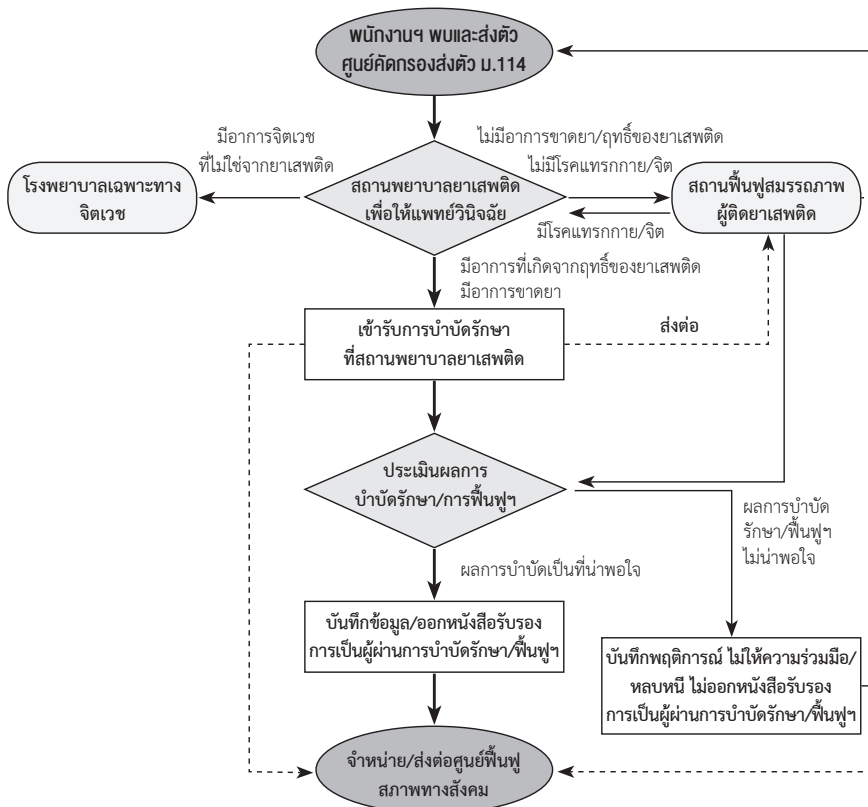 พนักงานฯ พบและส่งตัว
ศูนย์คัดกรองส่งตัว ม.114
มีอาการจิตเวช
ที่ไม่ใช่จากยาเสพติด
ไม่มีอาการขาดยา/ฤทธิ์ของยาเสพติด
ไม่มีโรคแทรกกาย/จิต
โรงพยาบาลเฉพาะทาง
จิตเวช
สถานพยาบาลยาเสพติด
เพื่อให้แพทย์วินิจฉัย
สถานฟื้นฟูสมรรถภาพ
ผู้ติดยาเสพติด
มีโรคแทรกกาย/จิต
มีอาการที่เกิดจากฤทธิ์ของยาเสพติด
มีอาการขาดยา
เข้ารับการบำบัดรักษา
ที่สถานพยาบาลยาเสพติด
ส่งต่อ
ประเมินผลการ
บำบัดรักษา/การฟื้นฟูฯ
ผลการบำบัด
รักษา/ฟื้นฟูฯ
ไม่น่าพอใจ
ผลการบำบัดเป็นที่น่าพอใจ
บันทึกข้อมูล/ออกหนังสือรับรอง
การเป็นผู้ผ่านการบำบัดรักษา/ฟื้นฟูฯ
บันทึกพฤติการณ์ ไม่ให้ความร่วมมือ/
หลบหนี ไม่ออกหนังสือรับรอง
การเป็นผู้ผ่านการบำบัดรักษา/ฟื้นฟูฯ
จำหน่าย/ส่งต่อศูนย์ฟื้นฟู
สภาพทางสังคม